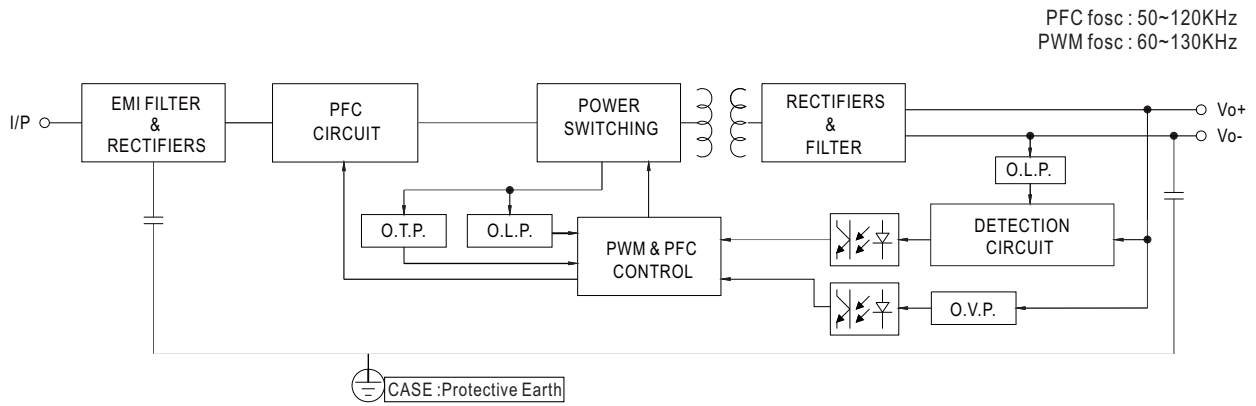 PFC fosc : 50~120KHz
PWM fosc : 60~130KHz
I/P
EMI FILTER
&
RECTIFIERS
PFC
CIRCUIT
POWER
SWITCHING
RECTIFIERS
&
FILTER
Vo+
Vo-
O.L.P.
O.T.P.
O.L.P.
PWM & PFC
CONTROL
DETECTION
CIRCUIT
O.V.P.
CASE :Protective Earth